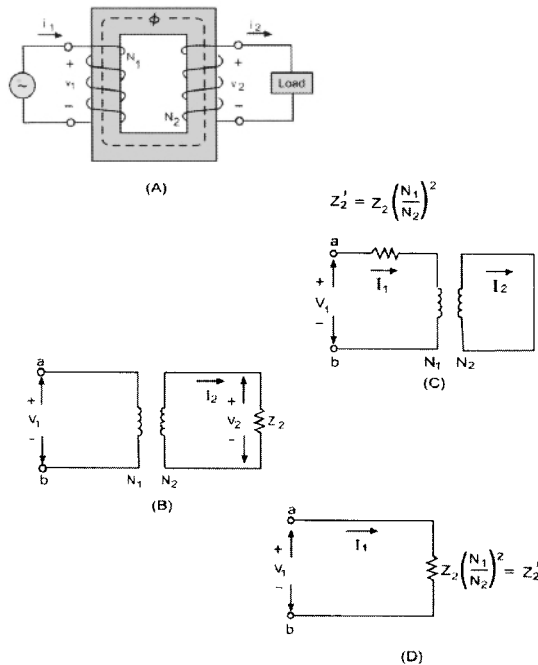 ϕ
i₁ i₂
+ N₁ + 
~ v₁ v₂ Load
− N₂ −
(A)
Z₂' = Z₂ (N₁/N₂)²
a
+ I₁ I₂
V₁
−
b N₁ N₂
(C)
a
+ I₂ +
V₁ V₂ Z₂
− −
b N₁ N₂
(B)
a
+ I₁
V₁ Z₂ (N₁/N₂)² = Z₂'
−
b
(D)